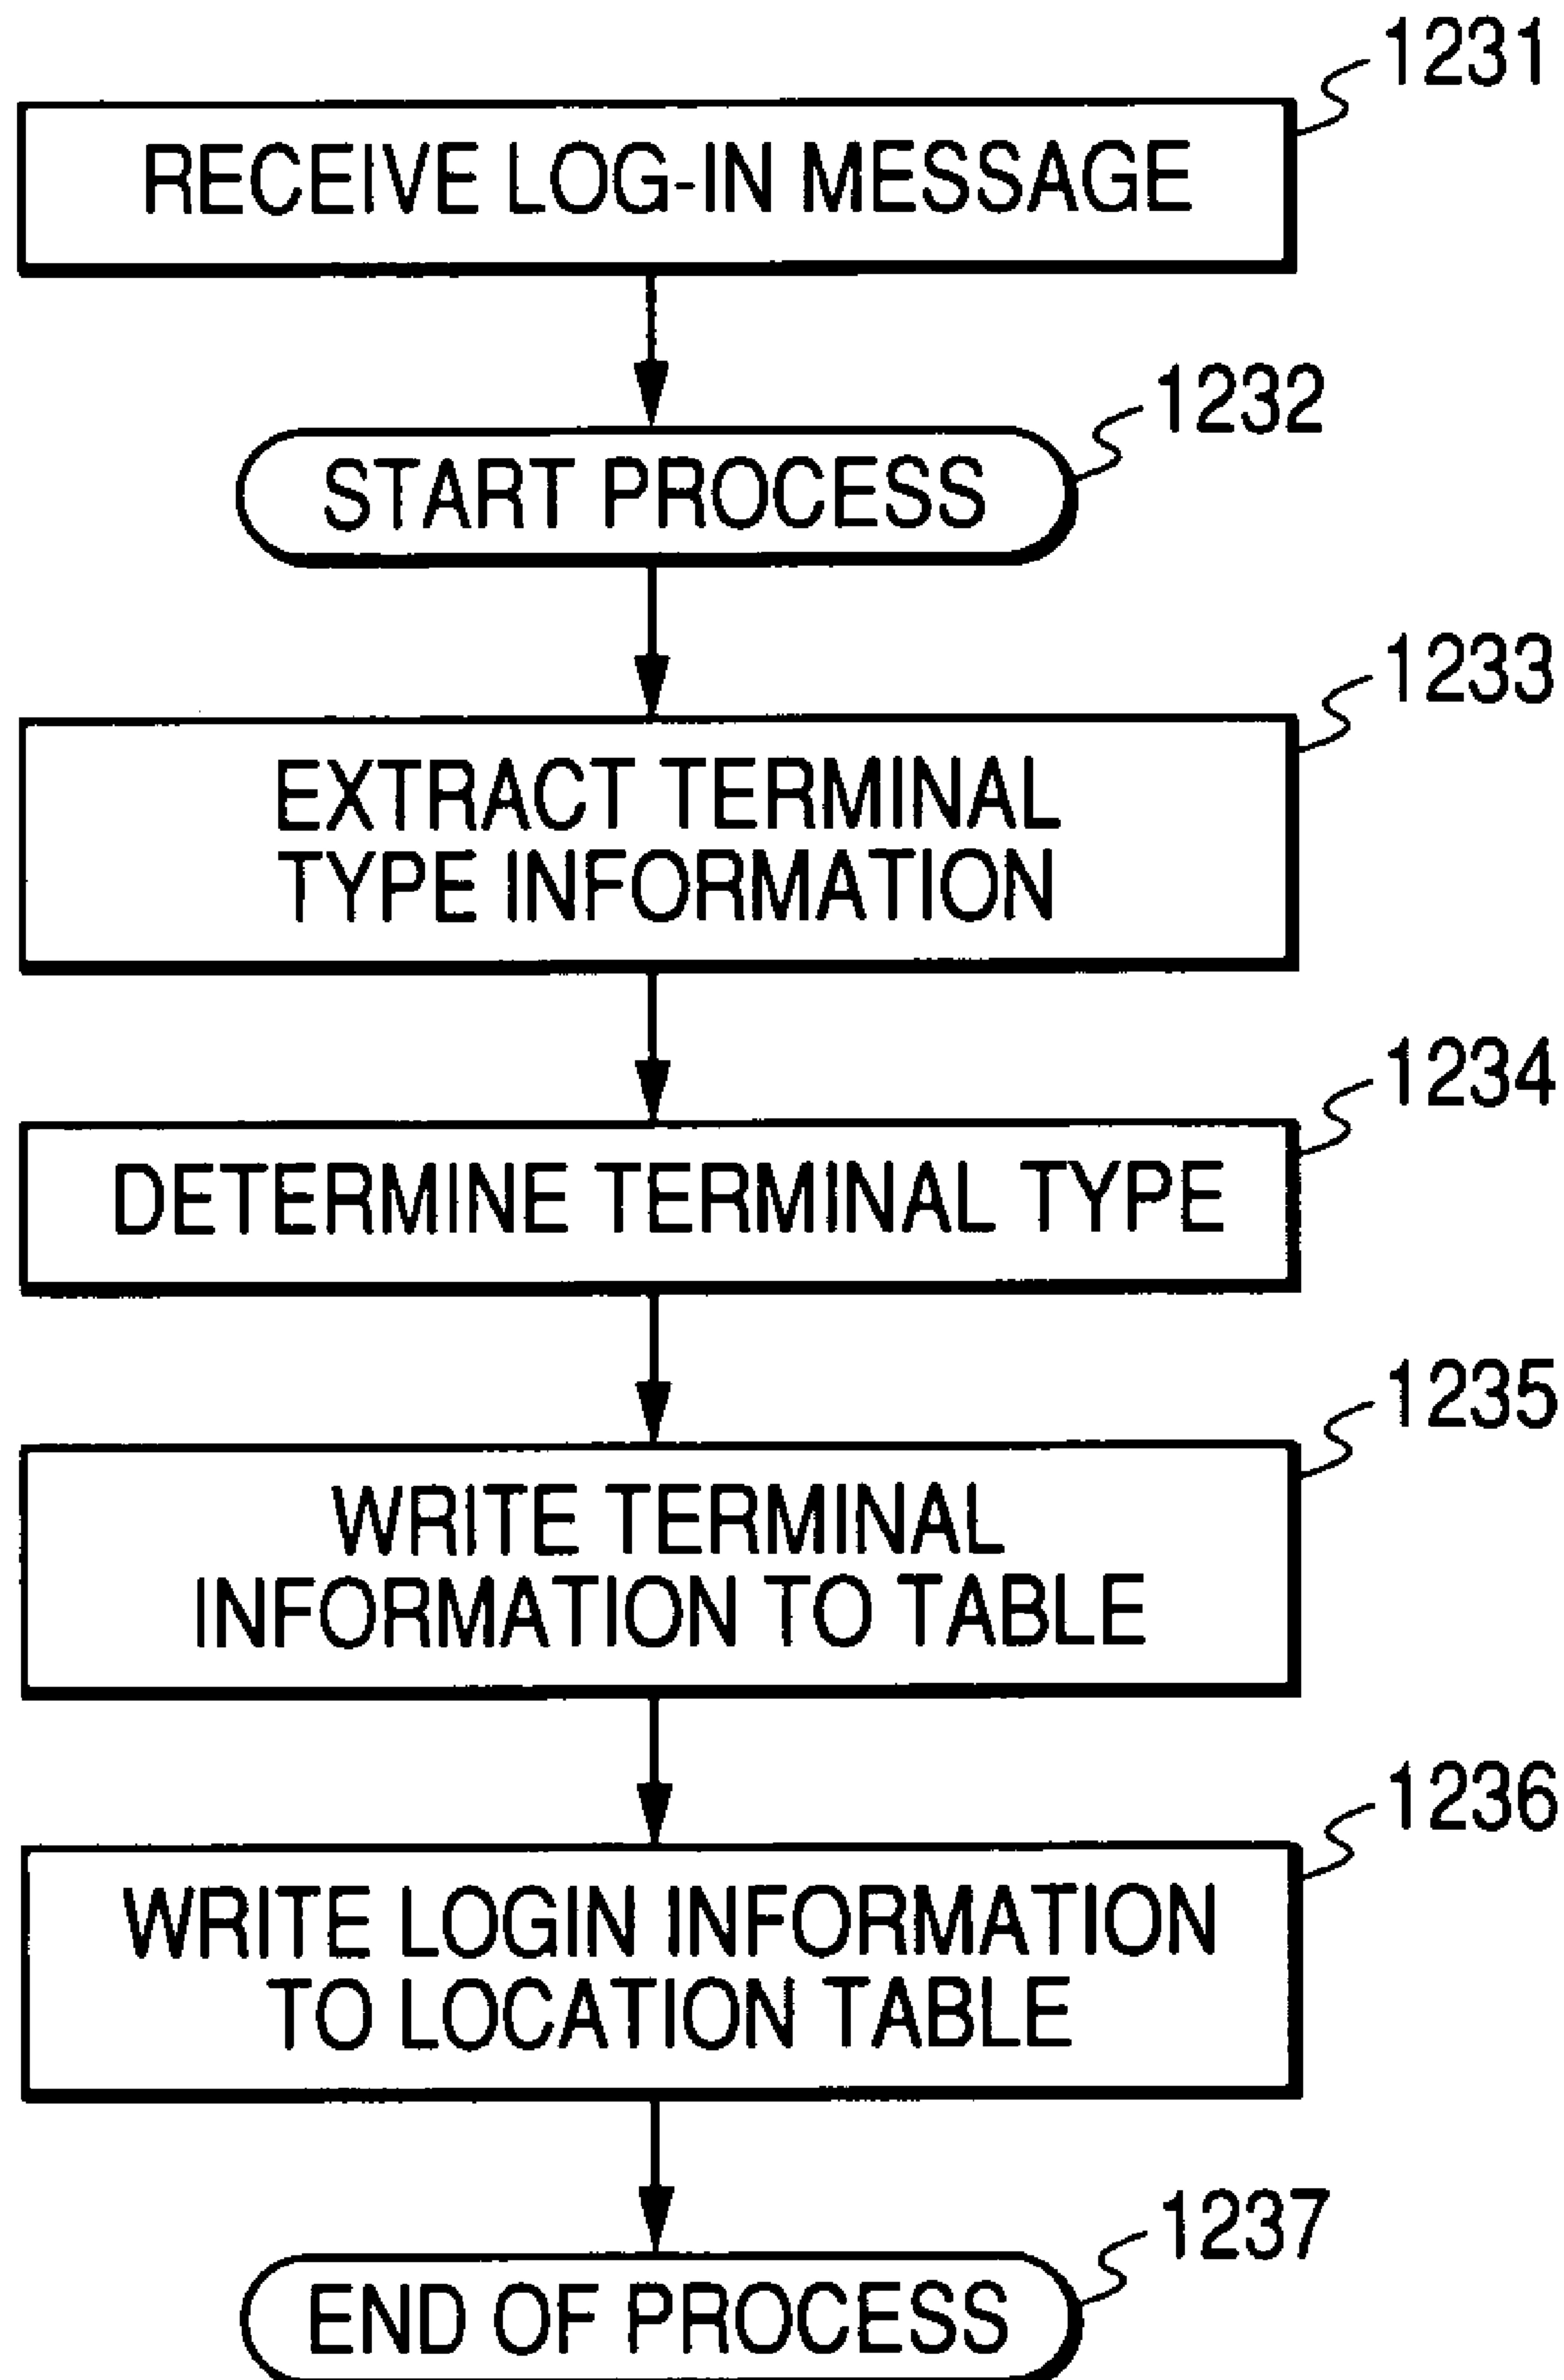 1231
RECEIVE LOG-IN MESSAGE
1232
START PROCESS
1233
EXTRACT TERMINAL
TYPE INFORMATION
1234
DETERMINE TERMINAL TYPE
1235
WRITE TERMINAL
INFORMATION TO TABLE
1236
WRITE LOGIN INFORMATION
TO LOCATION TABLE
1237
END OF PROCESS